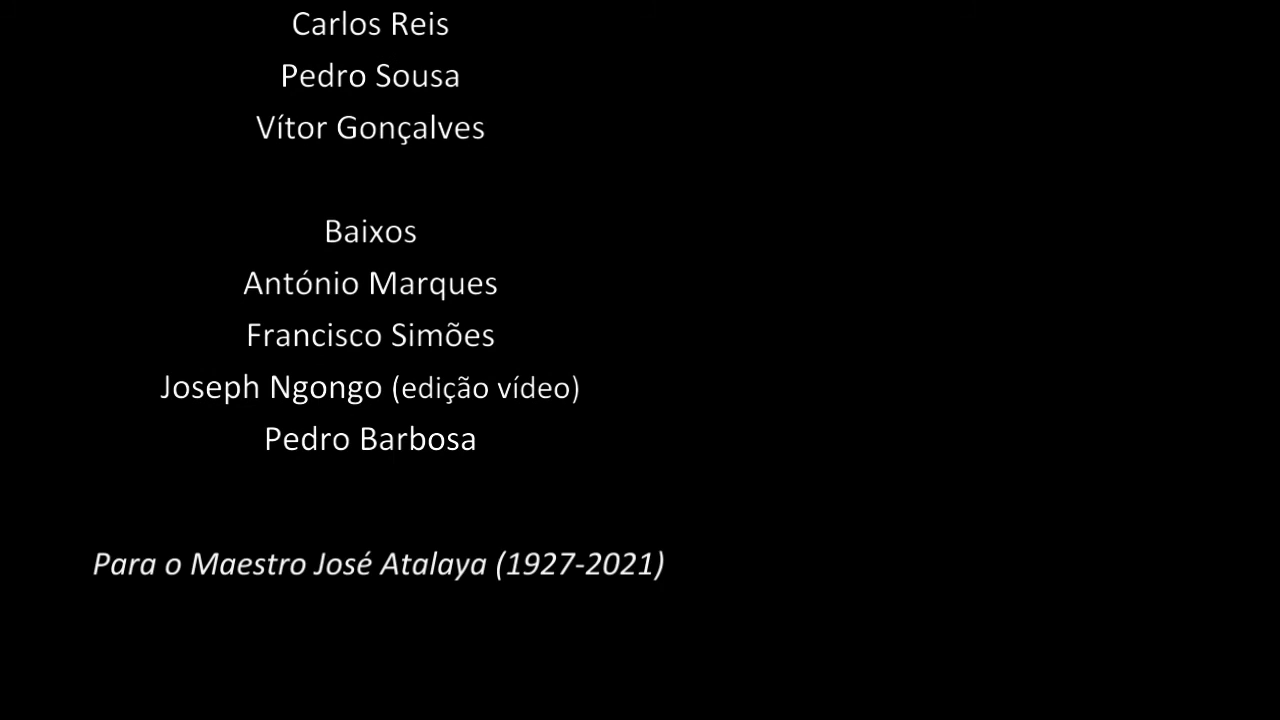 Carlos Reis
Pedro Sousa
Vítor Gonçalves
Baixos
António Marques
Francisco Simões
Joseph Ngongo (edição vídeo)
Pedro Barbosa
Para o Maestro José Atalaya (1927-2021)